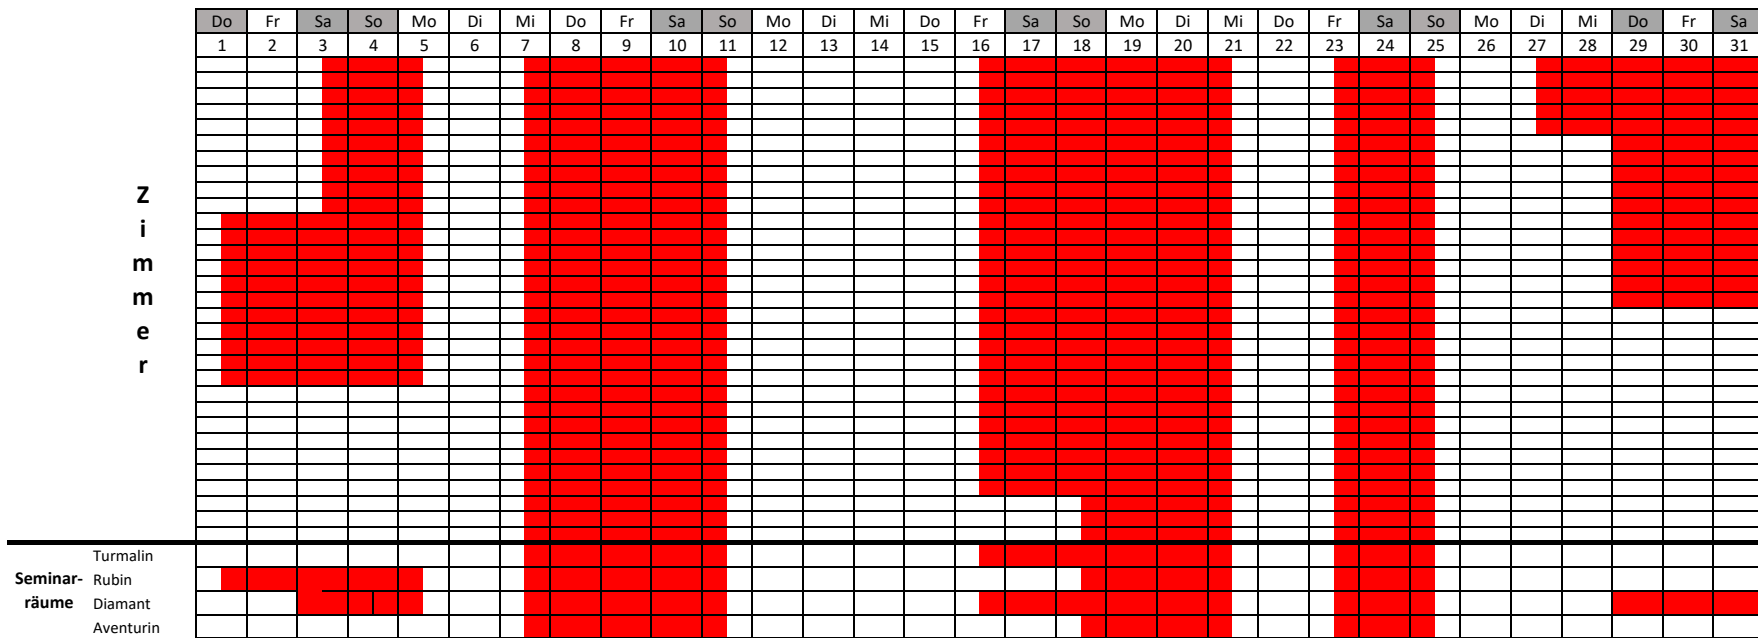 Do Fr Sa So Mo Di Mi Do Fr Sa So Mo Di Mi Do Fr Sa So Mo Di Mi Do Fr Sa So Mo Di Mi Do Fr Sa
1 2 3 4 5 6 7 8 9 10 11 12 13 14 15 16 17 18 19 20 21 22 23 24 25 26 27 28 29 30 31
Z
i
m
m
e
r
Turmalin
Seminar- Rubin
räume Diamant
Aventurin